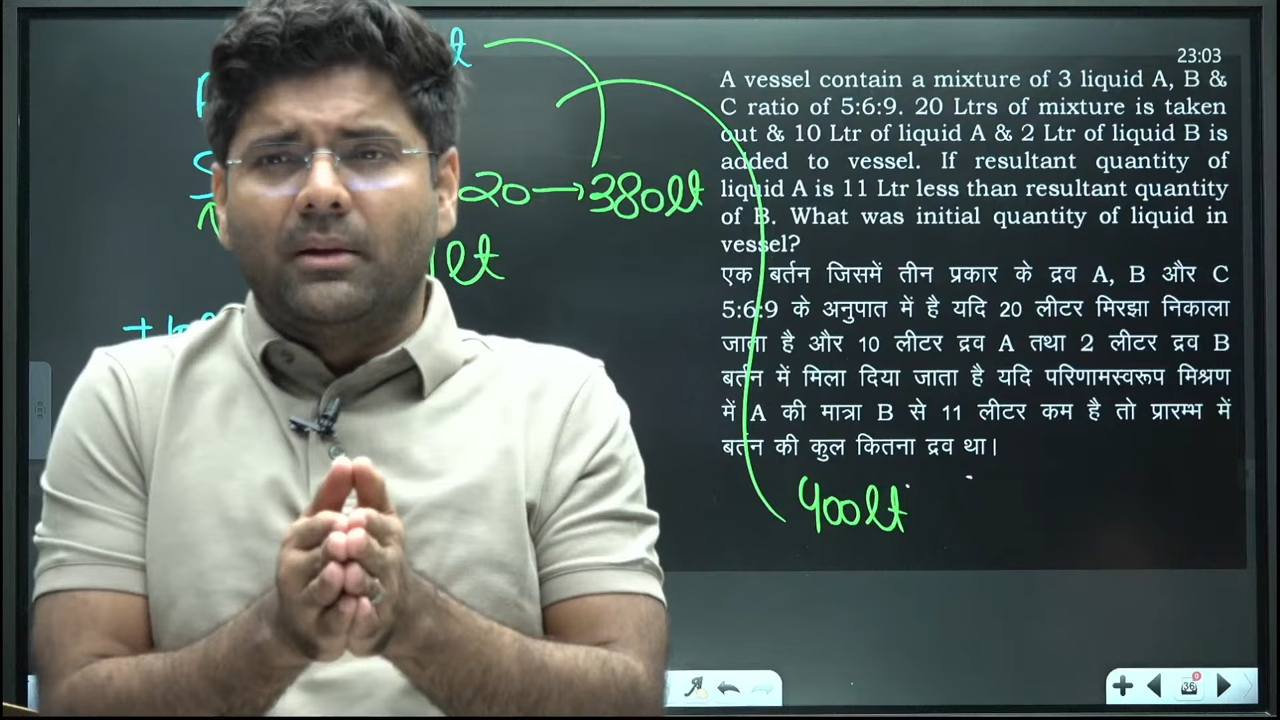 23:03
A vessel contain a mixture of 3 liquid A, B &
C ratio of 5:6:9. 20 Ltrs of mixture is taken
out & 10 Ltr of liquid A & 2 Ltr of liquid B is
added to vessel. If resultant quantity of
liquid A is 11 Ltr less than resultant quantity
of B. What was initial quantity of liquid in
vessel?
एक बर्तन जिसमें तीन प्रकार के द्रव A, B और C
5:6:9 के अनुपात में है यदि 20 लीटर मिरझा निकाला
जाता है और 10 लीटर द्रव A तथा 2 लीटर द्रव B
बर्तन में मिला दिया जाता है यदि परिणामस्वरूप मिश्रण
में A की मात्रा B से 11 लीटर कम है तो प्रारम्भ में
बर्तन की कुल कितना द्रव था।
20→380lt
lt
400lt
36
9